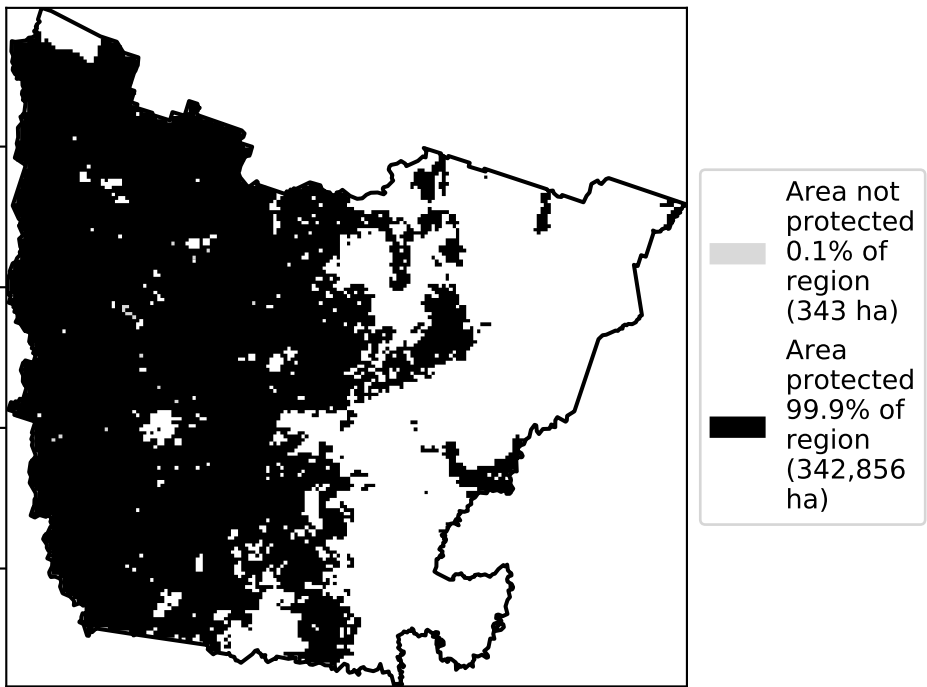 Area not
protected
0.1% of
region
(343 ha)
Area
protected
99.9% of
region
(342,856
ha)